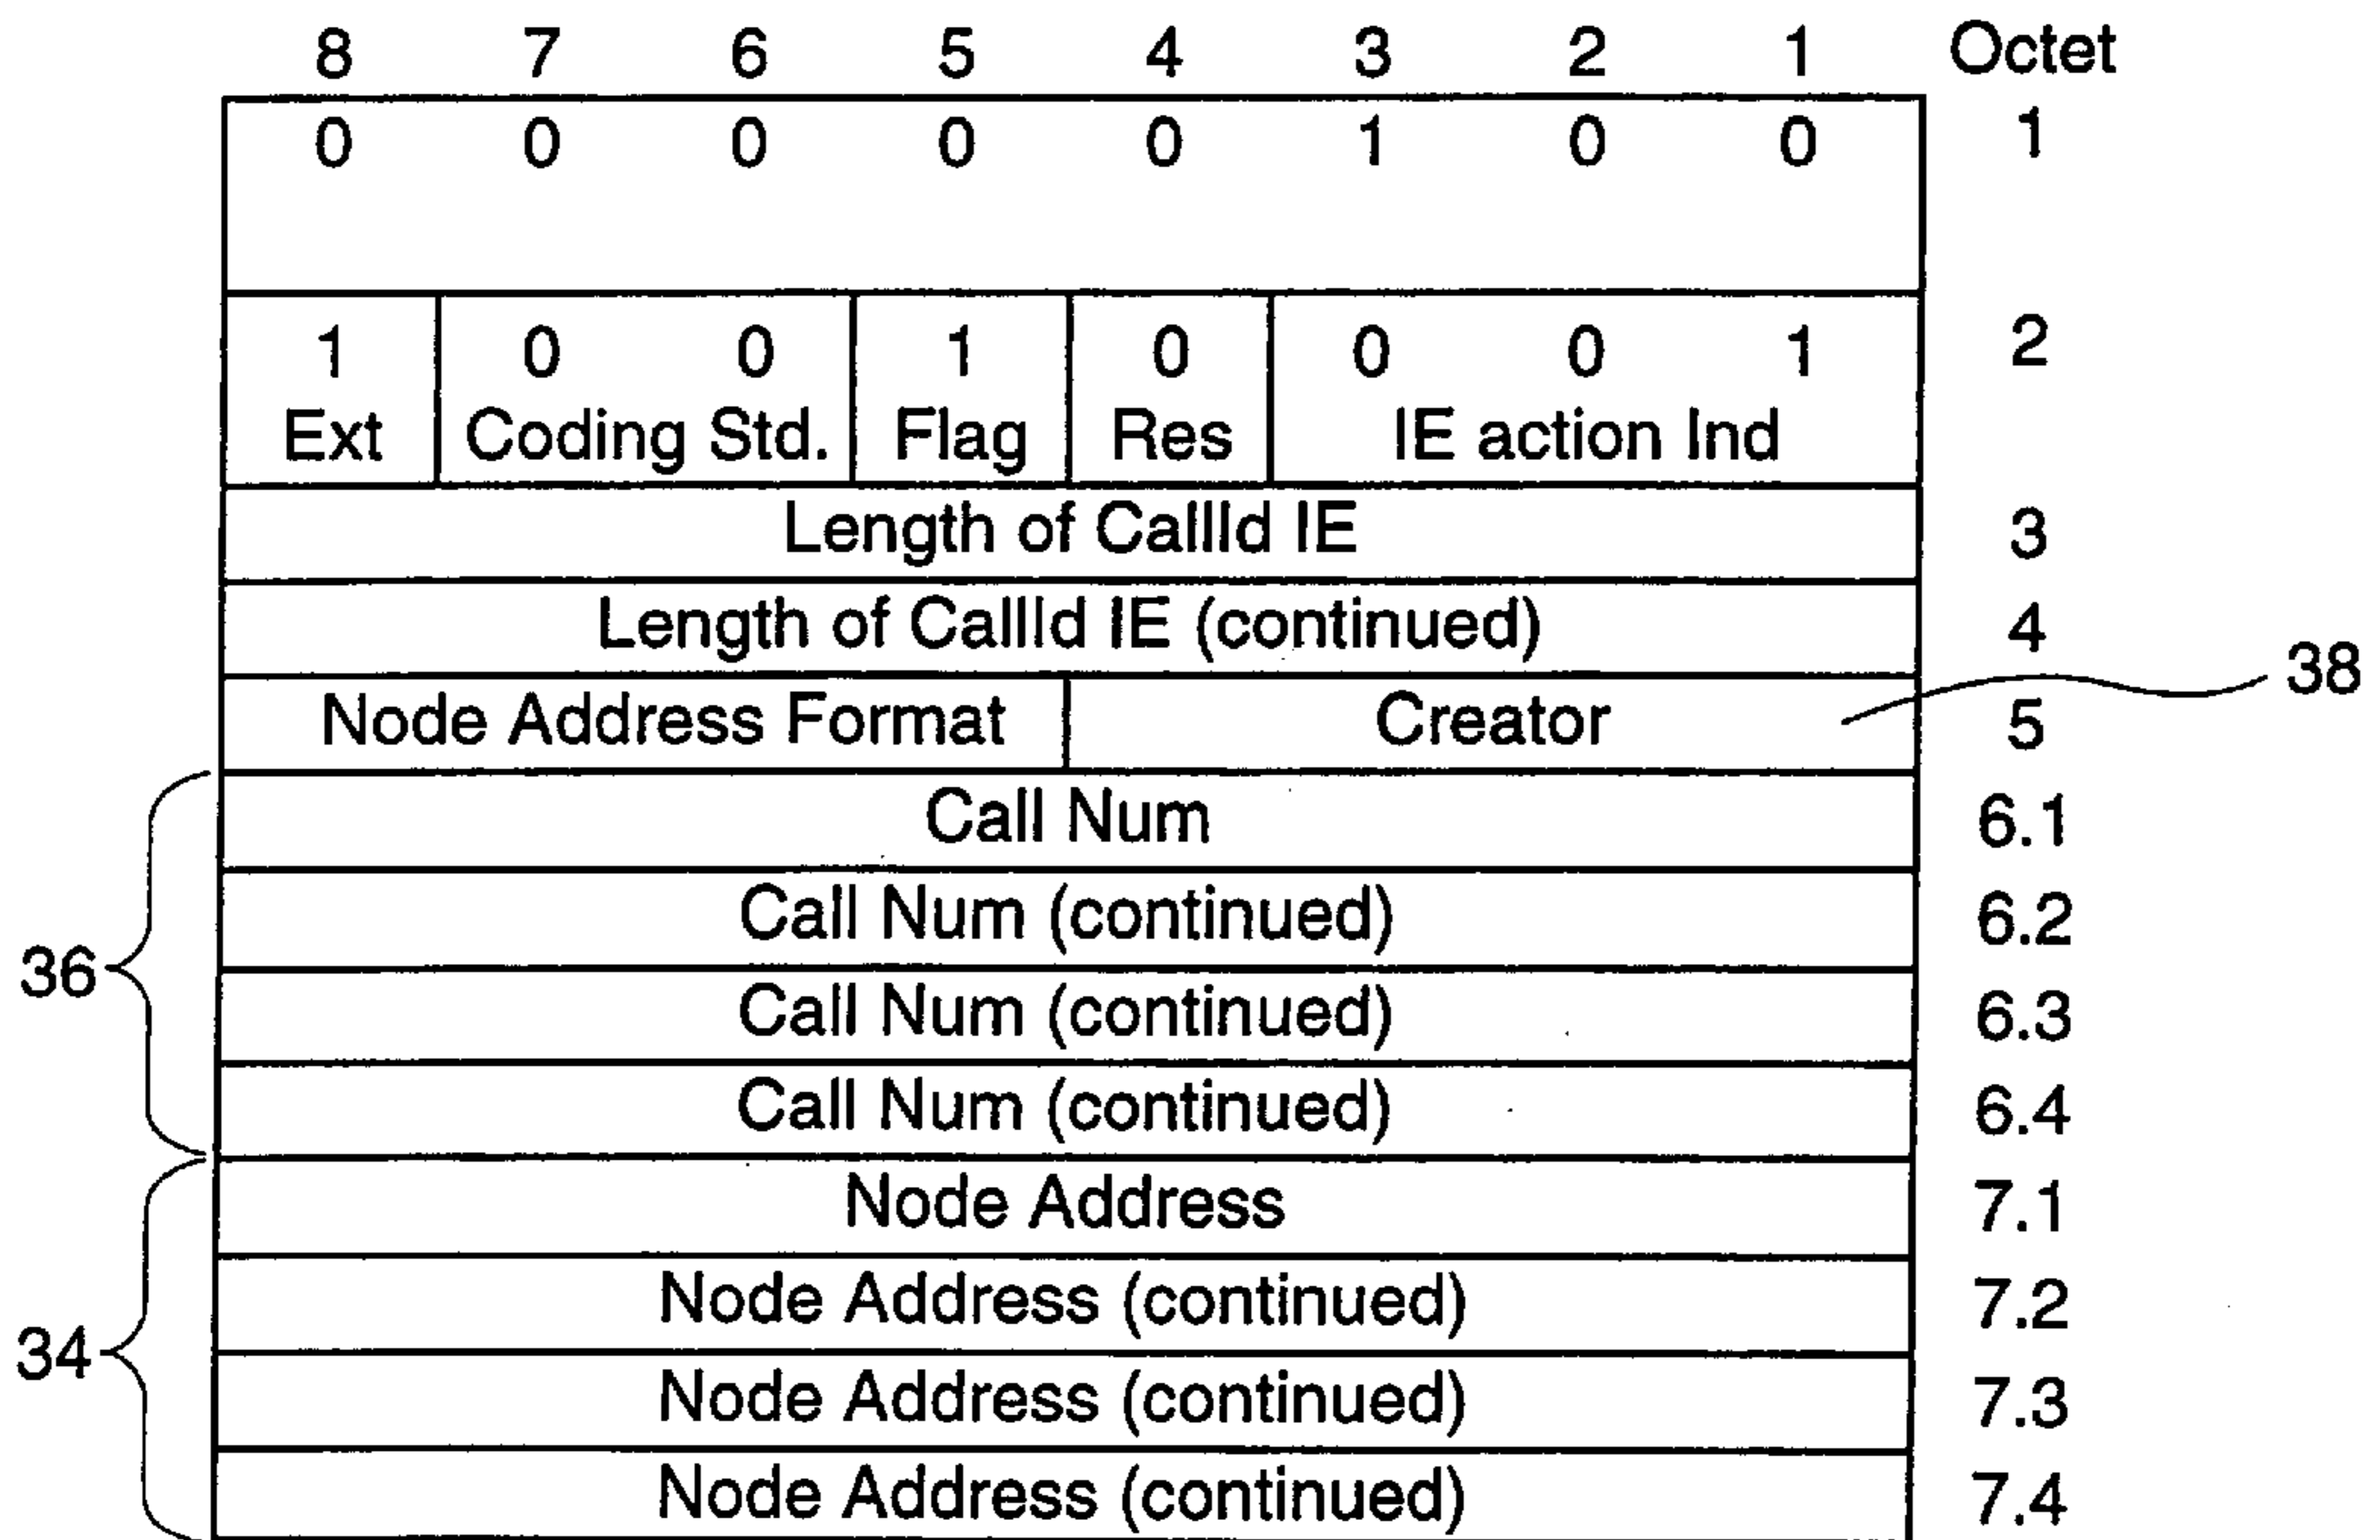 8 7 6 5 4 3 2 1 Octet
0 0 0 0 0 1 0 0 1
1 0 0 1 0 0 0 1 2
Ext Coding Std. Flag Res IE action Ind
Length of CallId IE 3
Length of CallId IE (continued) 4
38
Node Address Format Creator 5
Call Num 6.1
Call Num (continued) 6.2
36
Call Num (continued) 6.3
Call Num (continued) 6.4
Node Address 7.1
Node Address (continued) 7.2
34
Node Address (continued) 7.3
Node Address (continued) 7.4